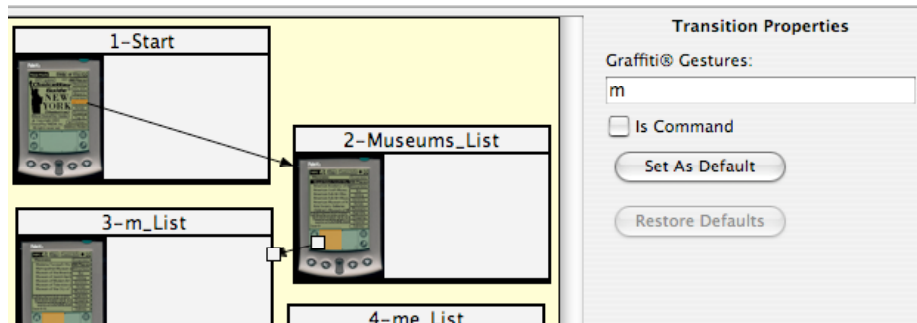 1-Start
2-Museums_List
3-m_List
4-me_List
Transition Properties
Graffiti® Gestures:
m
Is Command
Set As Default
Restore Defaults